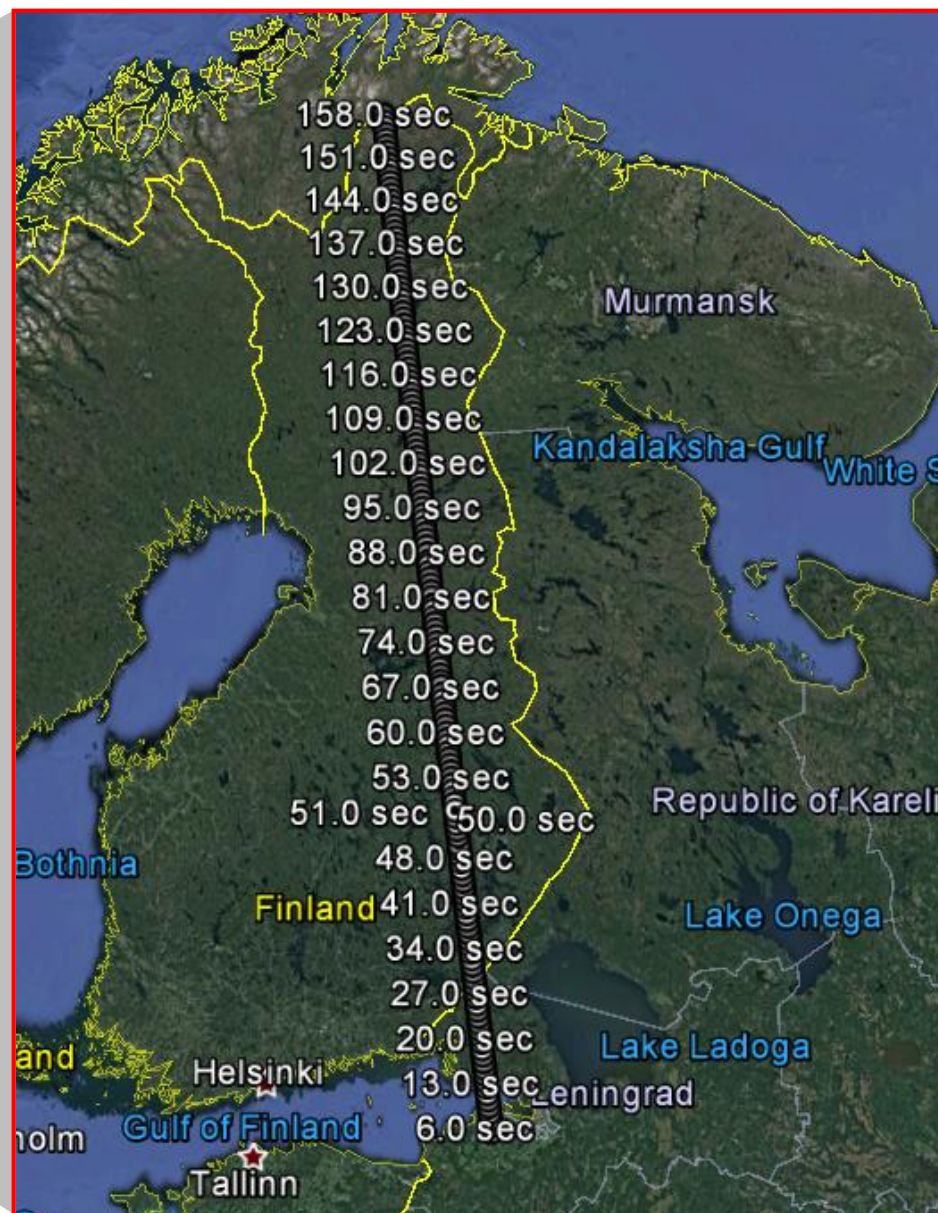 158.0 sec
151.0 sec
144.0 sec
137.0 sec
130.0 sec
Murmansk
123.0 sec
116.0 sec
109.0 sec
Kandalaksha Gulf
102.0 sec
White S
95.0 sec
88.0 sec
81.0 sec
74.0 sec
67.0 sec
60.0 sec
53.0 sec
51.0 sec
50.0 sec
Republic of Kareli
48.0 sec
Bothnia
Finland
41.0 sec
Lake Onega
34.0 sec
27.0 sec
20.0 sec
Lake Ladoga
and
Helsinki
13.0 sec
Leningrad
6.0 sec
Gulf of Finland
holm
Tallinn